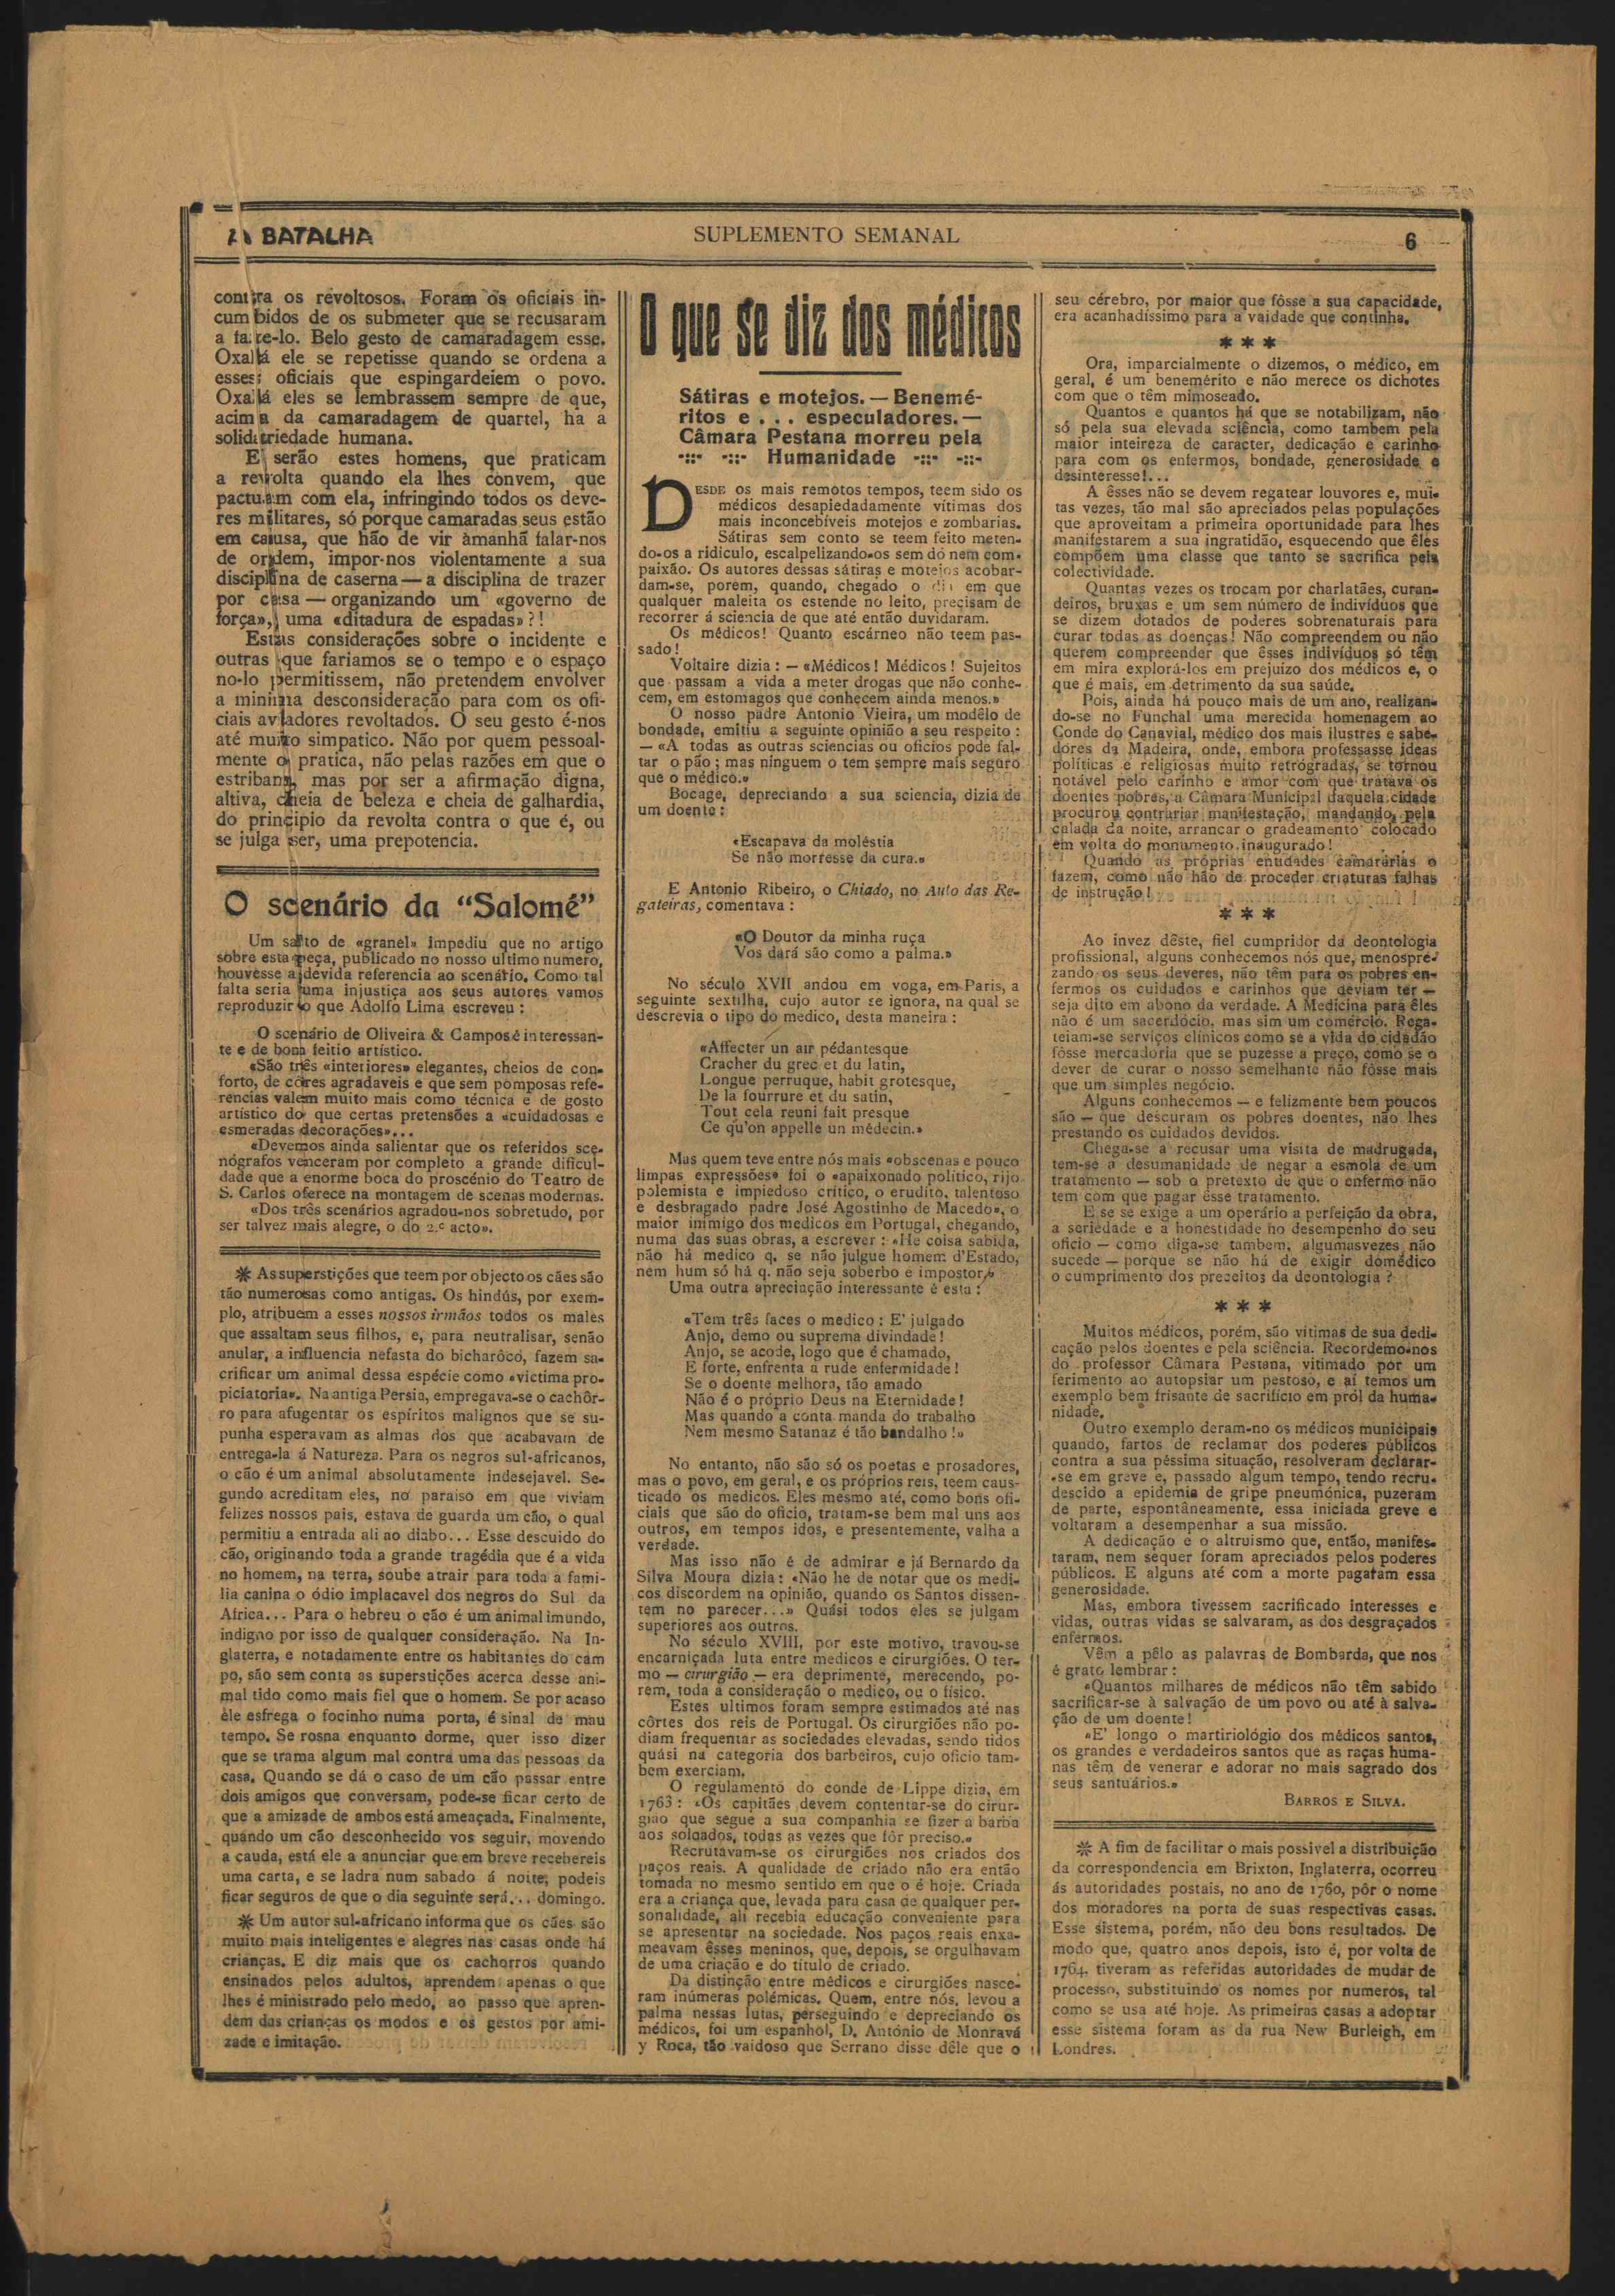 A BATALHA
SUPLEMENTO SEMANAL
6
contra os revoltosos. Foram os oficiais in-
cumbidos de os submeter que se recusaram
a faze-lo. Belo gesto de camaradagem esse.
Oxalá ele se repetisse quando se ordena a
esses oficiais que espingardeiem o povo.
Oxalá eles se lembrassem sempre de que,
acima da camaradagem de quartel, ha a
solidariedade humana.
E serão estes homens, que praticam
a revolta quando ela lhes convem, que
pactuam com ela, infringindo todos os deve-
res militares, só porque camaradas seus estão
em causa, que hão de vir àmanhã falar-nos
de ordem, impor-nos violentamente a sua
disciplina de caserna — a disciplina de trazer
por casa — organizando um «governo de
força», uma «ditadura de espadas»?!
Estas considerações sobre o incidente e
outras que fariamos se o tempo e o espaço
no-lo permitissem, não pretendem envolver
a minima desconsideração para com os ofi-
ciais aviadores revoltados. O seu gesto é-nos
até muito simpatico. Não por quem pessoal-
mente o pratica, não pelas razões em que o
estribam, mas por ser a afirmação digna,
altiva, cheia de beleza e cheia de galhardia,
do principio da revolta contra o que é, ou
se julga ser, uma prepotencia.
O scenário da “Salomé”
Um salto de «granel» impediu que no artigo
sobre esta peça, publicado no nosso ultimo numero,
houvesse a devida referencia ao scenário. Como tal
falta seria uma injustiça aos seus autores vamos
reproduzir o que Adolfo Lima escreveu:
O scenário de Oliveira & Campos é interessan-
te e de bom feitio artístico.
«São três «interiores» elegantes, cheios de con-
forto, de côres agradaveis e que sem pomposas refe-
rencias valem muito mais como técnica e de gosto
artístico do que certas pretensões a «cuidadosas e
esmeradas decorações»...
«Devemos ainda salientar que os referidos sce-
nógrafos venceram por completo a grande dificul-
dade que a enorme boca do proscénio do Teatro de
S. Carlos oferece na montagem de scenas modernas.
«Dos três scenários agradou-nos sobretudo, por
ser talvez mais alegre, o do 2.º acto».
* As superstições que teem por objecto os cães são
tão numerosas como antigas. Os hindús, por exem-
plo, atribuem a esses nossos irmãos todos os males
que assaltam seus filhos, e, para neutralisar, senão
anular, a influencia nefasta do bicharôco, fazem sa-
crificar um animal dessa espécie como «victima pro-
piciatoria». Na antiga Persia, empregava-se o cachôr-
ro para afugentar os espíritos malignos que se su-
punha esperavam as almas dos que acabavam de
entrega-la á Natureza. Para os negros sul-africanos,
o cão é um animal absolutamente indesejavel. Se-
gundo acreditam eles, no paraiso em que viviam
felizes nossos pais, estava de guarda um cão, o qual
permitiu a entrada ali ao diabo... Esse descuido do
cão, originando toda a grande tragédia que é a vida
no homem, na terra, soube atrair para toda a fami-
lia canina o ódio implacavel dos negros do Sul da
Africa... Para o hebreu o cão é um animal imundo,
indigno por isso de qualquer consideração. Na In-
glaterra, e notadamente entre os habitantes do cam
po, são sem conta as superstições acerca desse ani-
mal tido como mais fiel que o homem. Se por acaso
êle esfrega o focinho numa porta, é sinal de mau
tempo. Se rosna enquanto dorme, quer isso dizer
que se trama algum mal contra uma das pessoas da
casa. Quando se dá o caso de um cão passar entre
dois amigos que conversam, pode-se ficar certo de
que a amizade de ambos está ameaçada. Finalmente,
quando um cão desconhecido vos seguir, movendo
a cauda, está ele a anunciar que em breve recebereis
uma carta, e se ladra num sabado á noite, podeis
ficar seguros de que o dia seguinte será... domingo.
* Um autor sul-africano informa que os cães são
muito mais inteligentes e alegres nas casas onde há
crianças. E diz mais que os cachorros quando
ensinados pelos adultos, aprendem apenas o que
lhes é ministrado pelo medo, ao passo que apren-
dem das crianças os modos e os gestos por ami-
zade e imitação.
O que se diz dos médicos
Sátiras e motejos. — Benemé-
ritos e ... especuladores. —
Câmara Pestana morreu pela
-::- -::- Humanidade -::- -::-
DESDE os mais remotos tempos, teem sido os
médicos desapiedadamente vítimas dos
mais inconcebíveis motejos e zombarias.
Sátiras sem conto se teem feito meten-
do-os a ridiculo, escalpelizando-os sem dó nem com-
paixão. Os autores dessas sátiras e motejos acobar-
dam-se, porem, quando, chegado o dia em que
qualquer maleita os estende no leito, precisam de
recorrer á sciencia de que até então duvidaram.
Os médicos! Quanto escárneo não teem pas-
sado!
Voltaire dizia: — «Médicos! Médicos! Sujeitos
que passam a vida a meter drogas que não conhe-
cem, em estomagos que conhecem ainda menos.»
O nosso padre Antonio Vieira, um modêlo de
bondade, emitiu a seguinte opinião a seu respeito:
— «A todas as outras sciencias ou oficios pode fal-
tar o pão; mas ninguem o tem sempre mais seguro
que o médico.»
Bocage, depreciando a sua sciencia, dizia de
um doente:
«Escapava da moléstia
Se não morresse da cura.»
E Antonio Ribeiro, o Chiado, no Auto das Re-
gateiras, comentava:
«O Doutor da minha ruça
Vos dará são como a palma.»
No século XVII andou em voga, em Paris, a
seguinte sextilha, cujo autor se ignora, na qual se
descrevia o tipo do medico, desta maneira:
«Affecter un air pédantesque
Cracher du grec et du latin,
Longue perruque, habit grotesque,
De la fourrure et du satin,
Tout cela reuni fait presque
Ce qu'on appelle un médecin.»
Mas quem teve entre nós mais «obscenas e pouco
limpas expressões» foi o «apaixonado politico, rijo
polemista e impiedoso crítico, o erudito, talentoso
e desbragado padre José Agostinho de Macedo», o
maior inimigo dos medicos em Portugal, chegando,
numa das suas obras, a escrever: «He coisa sabida,
não há medico q. se não julgue homem d'Estado,
nem hum só há q. não seja soberbo e impostor.»
Uma outra apreciação interessante é esta:
«Tem três faces o medico: E' julgado
Anjo, demo ou suprema divindade!
Anjo, se acode, logo que é chamado,
E forte, enfrenta a rude enfermidade!
Se o doente melhora, tão amado
Não é o próprio Deus na Eternidade!
Mas quando a conta manda do trabalho
Nem mesmo Satanaz é tão bandalho!»
No entanto, não são só os poetas e prosadores,
mas o povo, em geral, e os próprios reis, teem caus-
ticado os medicos. Eles mesmo até, como bons ofi-
ciais que são do oficio, tratam-se bem mal uns aos
outros, em tempos idos, e presentemente, valha a
verdade.
Mas isso não é de admirar e já Bernardo da
Silva Moura dizia: «Não he de notar que os medi-
cos discordem na opinião, quando os Santos dissen-
tem no parecer...» Quási todos eles se julgam
superiores aos outros.
No século XVIII, por este motivo, travou-se
encarniçada luta entre medicos e cirurgiões. O ter-
mo — cirurgião — era deprimente, merecendo, po-
rem, toda a consideração o medico, ou o físico.
Estes ultimos foram sempre estimados até nas
côrtes dos reis de Portugal. Os cirurgiões não po-
diam frequentar as sociedades elevadas, sendo tidos
quási na categoria dos barbeiros, cujo oficio tam-
bem exerciam.
O regulamento do conde de Lippe dizia, em
1763: «Os capitães devem contentar-se do cirur-
gião que segue a sua companhia se fizer a barba
aos soldados, todas as vezes que fôr preciso.»
Recrutavam-se os cirurgiões nos criados dos
paços reais. A qualidade de criado não era então
tomada no mesmo sentido em que o é hoje. Criada
era a criança que, levada para casa de qualquer per-
sonalidade, ali recebia educação conveniente para
se apresentar na sociedade. Nos paços reais enxa-
meavam êsses meninos, que, depois, se orgulhavam
de uma criação e do título de criado.
Da distinção entre médicos e cirurgiões nasce-
ram inúmeras polémicas. Quem, entre nós, levou a
palma nessas lutas, perseguindo e depreciando os
médicos, foi um espanhol, D. António de Monravá
y Roca, tão vaidoso que Serrano disse dêle que o
seu cérebro, por maior que fôsse a sua capacidade,
era acanhadíssimo para a vaidade que continha.
* * *
Ora, imparcialmente o dizemos, o médico, em
geral, é um benemérito e não merece os dichotes
com que o têm mimoseado.
Quantos e quantos há que se notabilizam, não
só pela sua elevada sciência, como tambem pela
maior inteireza de caracter, dedicação e carinho
para com os enfermos, bondade, generosidade e
desinteresse!...
A êsses não se devem regatear louvores e, mui-
tas vezes, tão mal são apreciados pelas populações
que aproveitam a primeira oportunidade para lhes
manifestarem a sua ingratidão, esquecendo que êles
compõem uma classe que tanto se sacrifica pela
colectividade.
Quantas vezes os trocam por charlatães, curan-
deiros, bruxas e um sem número de indivíduos que
se dizem dotados de poderes sobrenaturais para
curar todas as doenças! Não compreendem ou não
querem compreender que êsses indivíduos só têm
em mira explorá-los em prejuizo dos médicos e, o
que é mais, em detrimento da sua saúde.
Pois, ainda há pouco mais de um ano, realizan-
do-se no Funchal uma merecida homenagem ao
Conde do Canavial, médico dos mais ilustres e sabe-
dores da Madeira, onde, embora professasse ideas
políticas e religiosas muito retrógradas, se tornou
notável pelo carinho e amor com que tratava os
doentes pobres, a Câmara Municipal daquela cidade
procurou contrariar manifestação, mandando, pela
calada da noite, arrancar o gradeamento colocado
em volta do monumento inaugurado!
Quando as próprias entidades camarárias o
fazem, como não hão de proceder criaturas falhas
de instrução!
* * *
Ao invez dêste, fiel cumpridor da deontologia
profissional, alguns conhecemos nós que, menospre-
zando os seus deveres, não têm para os pobres en-
fermos os cuidados e carinhos que deviam ter —
seja dito em abono da verdade. A Medicina para êles
não é um sacerdócio, mas sim um comércio. Rega-
teiam-se serviços clínicos como se a vida do cidadão
fôsse mercadoria que se puzesse a preço, como se o
dever de curar o nosso semelhante não fôsse mais
que um simples negócio.
Alguns conhecemos — e felizmente bem poucos
são — que descuram os pobres doentes, não lhes
prestando os cuidados devidos.
Chega-se a recusar uma visita de madrugada,
tem-se a desumanidade de negar a esmola de um
tratamento — sob o pretexto de que o enfermo não
tem com que pagar êsse tratamento.
E se se exige a um operário a perfeição da obra,
a seriedade e a honestidade no desempenho do seu
oficio — como diga-se tambem, algumas vezes não
sucede — porque se não há de exigir do médico
o cumprimento dos preceitos da deontologia?
* * *
Muitos médicos, porém, são vitimas de sua dedi-
cação pelos doentes e pela sciência. Recordemo-nos
do professor Câmara Pestana, vitimado por um
ferimento ao autopsiar um pestoso, e aí temos um
exemplo bem frisante de sacrifício em pról da huma-
nidade.
Outro exemplo deram-no os médicos municipais
quando, fartos de reclamar dos poderes públicos
contra a sua péssima situação, resolveram declarar-
-se em greve e, passado algum tempo, tendo recru-
descido a epidemia de gripe pneumónica, puzeram
de parte, espontâneamente, essa iniciada greve e
voltaram a desempenhar a sua missão.
A dedicação e o altruismo que, então, manifes-
taram, nem sequer foram apreciados pelos poderes
públicos. E alguns até com a morte pagaram essa
generosidade.
Mas, embora tivessem sacrificado interesses e
vidas, outras vidas se salvaram, as dos desgraçados
enfermos.
Vêm a pêlo as palavras de Bombarda, que nos
é grato lembrar:
«Quantos milhares de médicos não têm sabido
sacrificar-se à salvação de um povo ou até à salva-
ção de um doente!
«E' longo o martiriológio dos médicos santos,
os grandes e verdadeiros santos que as raças huma-
nas têm de venerar e adorar no mais sagrado dos
seus santuários.»
BARROS E SILVA.
* A fim de facilitar o mais possivel a distribuição
da correspondencia em Brixton, Inglaterra, ocorreu
ás autoridades postais, no ano de 1760, pôr o nome
dos moradores na porta de suas respectivas casas.
Esse sistema, porém, não deu bons resultados. De
modo que, quatro anos depois, isto é, por volta de
1764, tiveram as referidas autoridades de mudar de
processo, substituindo os nomes por numeros, tal
como se usa até hoje. As primeiras casas a adoptar
esse sistema foram as da rua New Burleigh, em
Londres.